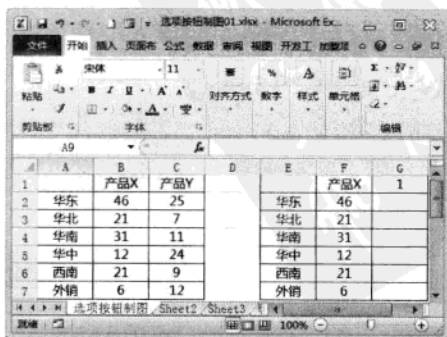 选项按钮制图01.xlsx - Microsoft Ex...
文件 开始 插入 页面布 公式 数据 审阅 视图 开发工 加载项
宋体 11
粘贴 B I U A A 对齐方式 数字 样式 单元格
剪贴板 字体 编辑
A9 fx
A B C D E F G
1 产品X 产品Y 产品X 1
2 华东 46 25 华东 46
3 华北 21 7 华北 21
4 华南 31 11 华南 31
5 华中 12 24 华中 12
6 西南 21 9 西南 21
7 外销 6 12 外销 6
选项按钮制图 Sheet2 Sheet3
就绪 100%